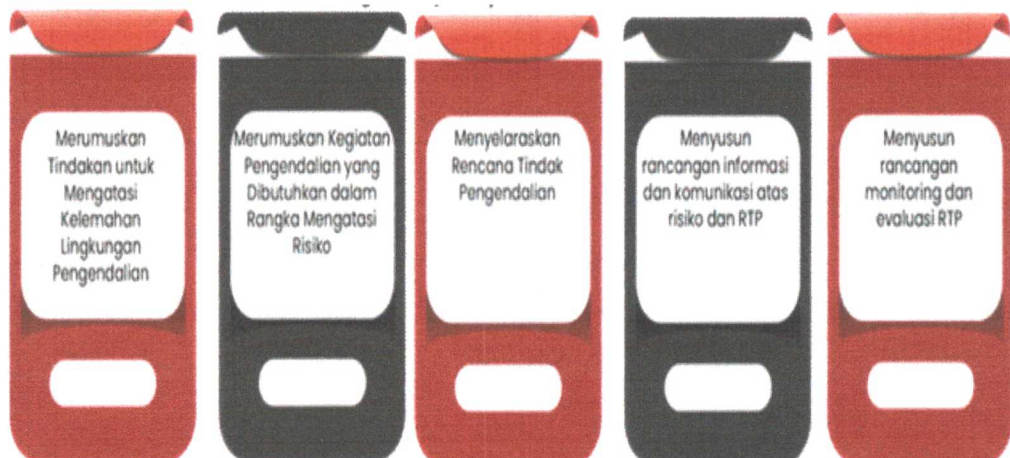 Merumuskan
Tindakan untuk
Mengatasi
Kelemahan
Lingkungan
Pengendalian
Merumuskan Kegiatan
Pengendalian yang
Dibutuhkan dalam
Rangka Mengatasi
Risiko
Menyelaraskan
Rencana Tindak
Pengendalian
Menyusun
rancangan informasi
dan komunikasi atas
risiko dan RTP
Menyusun
rancangan
monitoring dan
evaluasi RTP